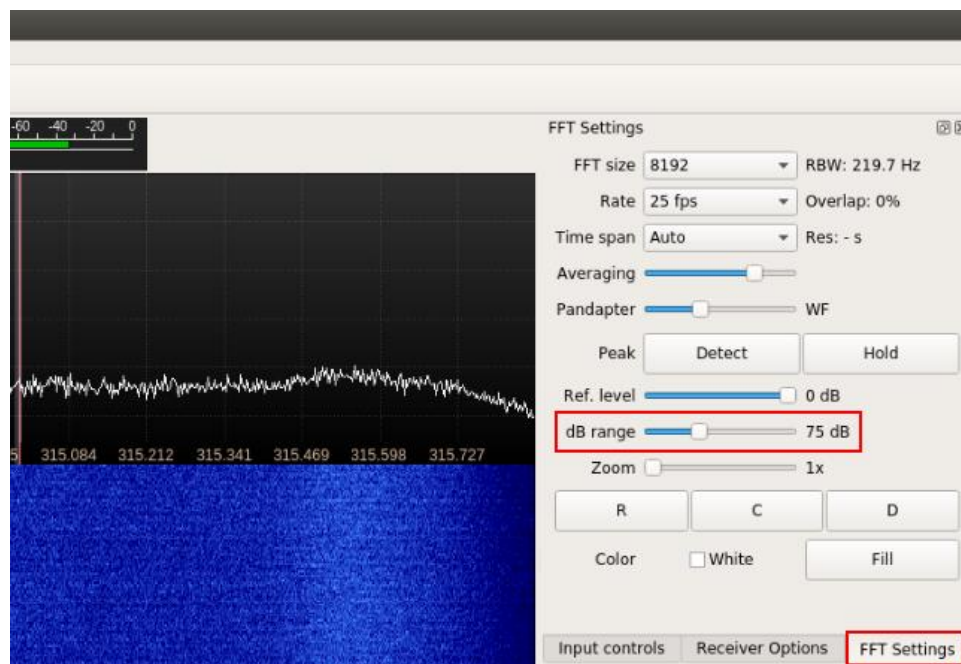 -60 -40 -20 0
FFT Settings
FFT size 8192 RBW: 219.7 Hz
Rate 25 fps Overlap: 0%
Time span Auto Res: - s
Averaging
Pandapter WF
Peak Detect Hold
Ref. level 0 dB
dB range 75 dB
5 315.084 315.212 315.341 315.469 315.598 315.727
Zoom 1x
R C D
Color White Fill
Input controls Receiver Options FFT Settings